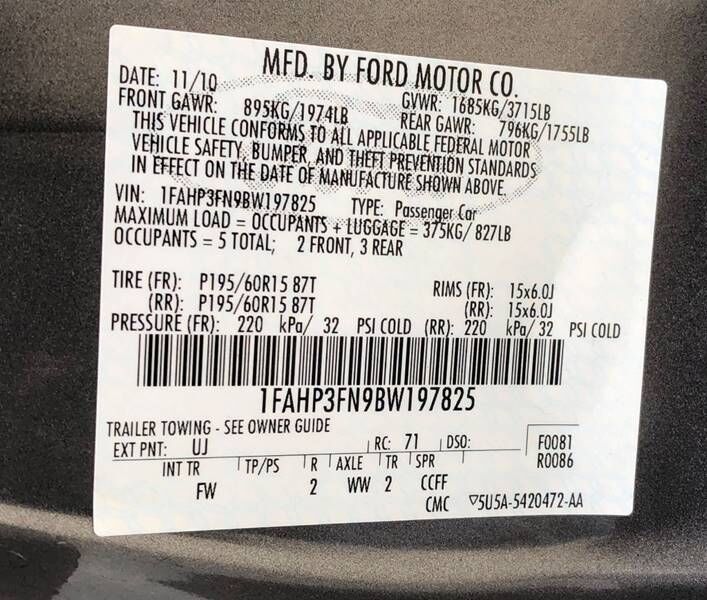 MFD. BY FORD MOTOR CO.
DATE: 11/10 GVWR: 1685KG/3715LB
FRONT GAWR: 895KG/1974LB REAR GAWR: 796KG/1755LB
THIS VEHICLE CONFORMS TO ALL APPLICABLE FEDERAL MOTOR
VEHICLE SAFETY, BUMPER, AND THEFT PREVENTION STANDARDS
IN EFFECT ON THE DATE OF MANUFACTURE SHOWN ABOVE.
VIN: 1FAHP3FN9BW197825 TYPE: Passenger Car
MAXIMUM LOAD = OCCUPANTS + LUGGAGE = 375KG/ 827LB
OCCUPANTS = 5 TOTAL; 2 FRONT, 3 REAR
TIRE (FR): P195/60R15 87T RIMS (FR): 15x6.0J
(RR): P195/60R15 87T (RR): 15x6.0J
PRESSURE (FR): 220 kPa/ 32 PSI COLD (RR): 220 kPa/ 32 PSI COLD
1FAHP3FN9BW197825
TRAILER TOWING - SEE OWNER GUIDE
EXT PNT: UJ RC: 71 DSO: F0081
R0086
INT TR TP/PS R AXLE TR SPR
FW 2 WW 2 CCFF
CMC ▽5U5A-5420472-AA